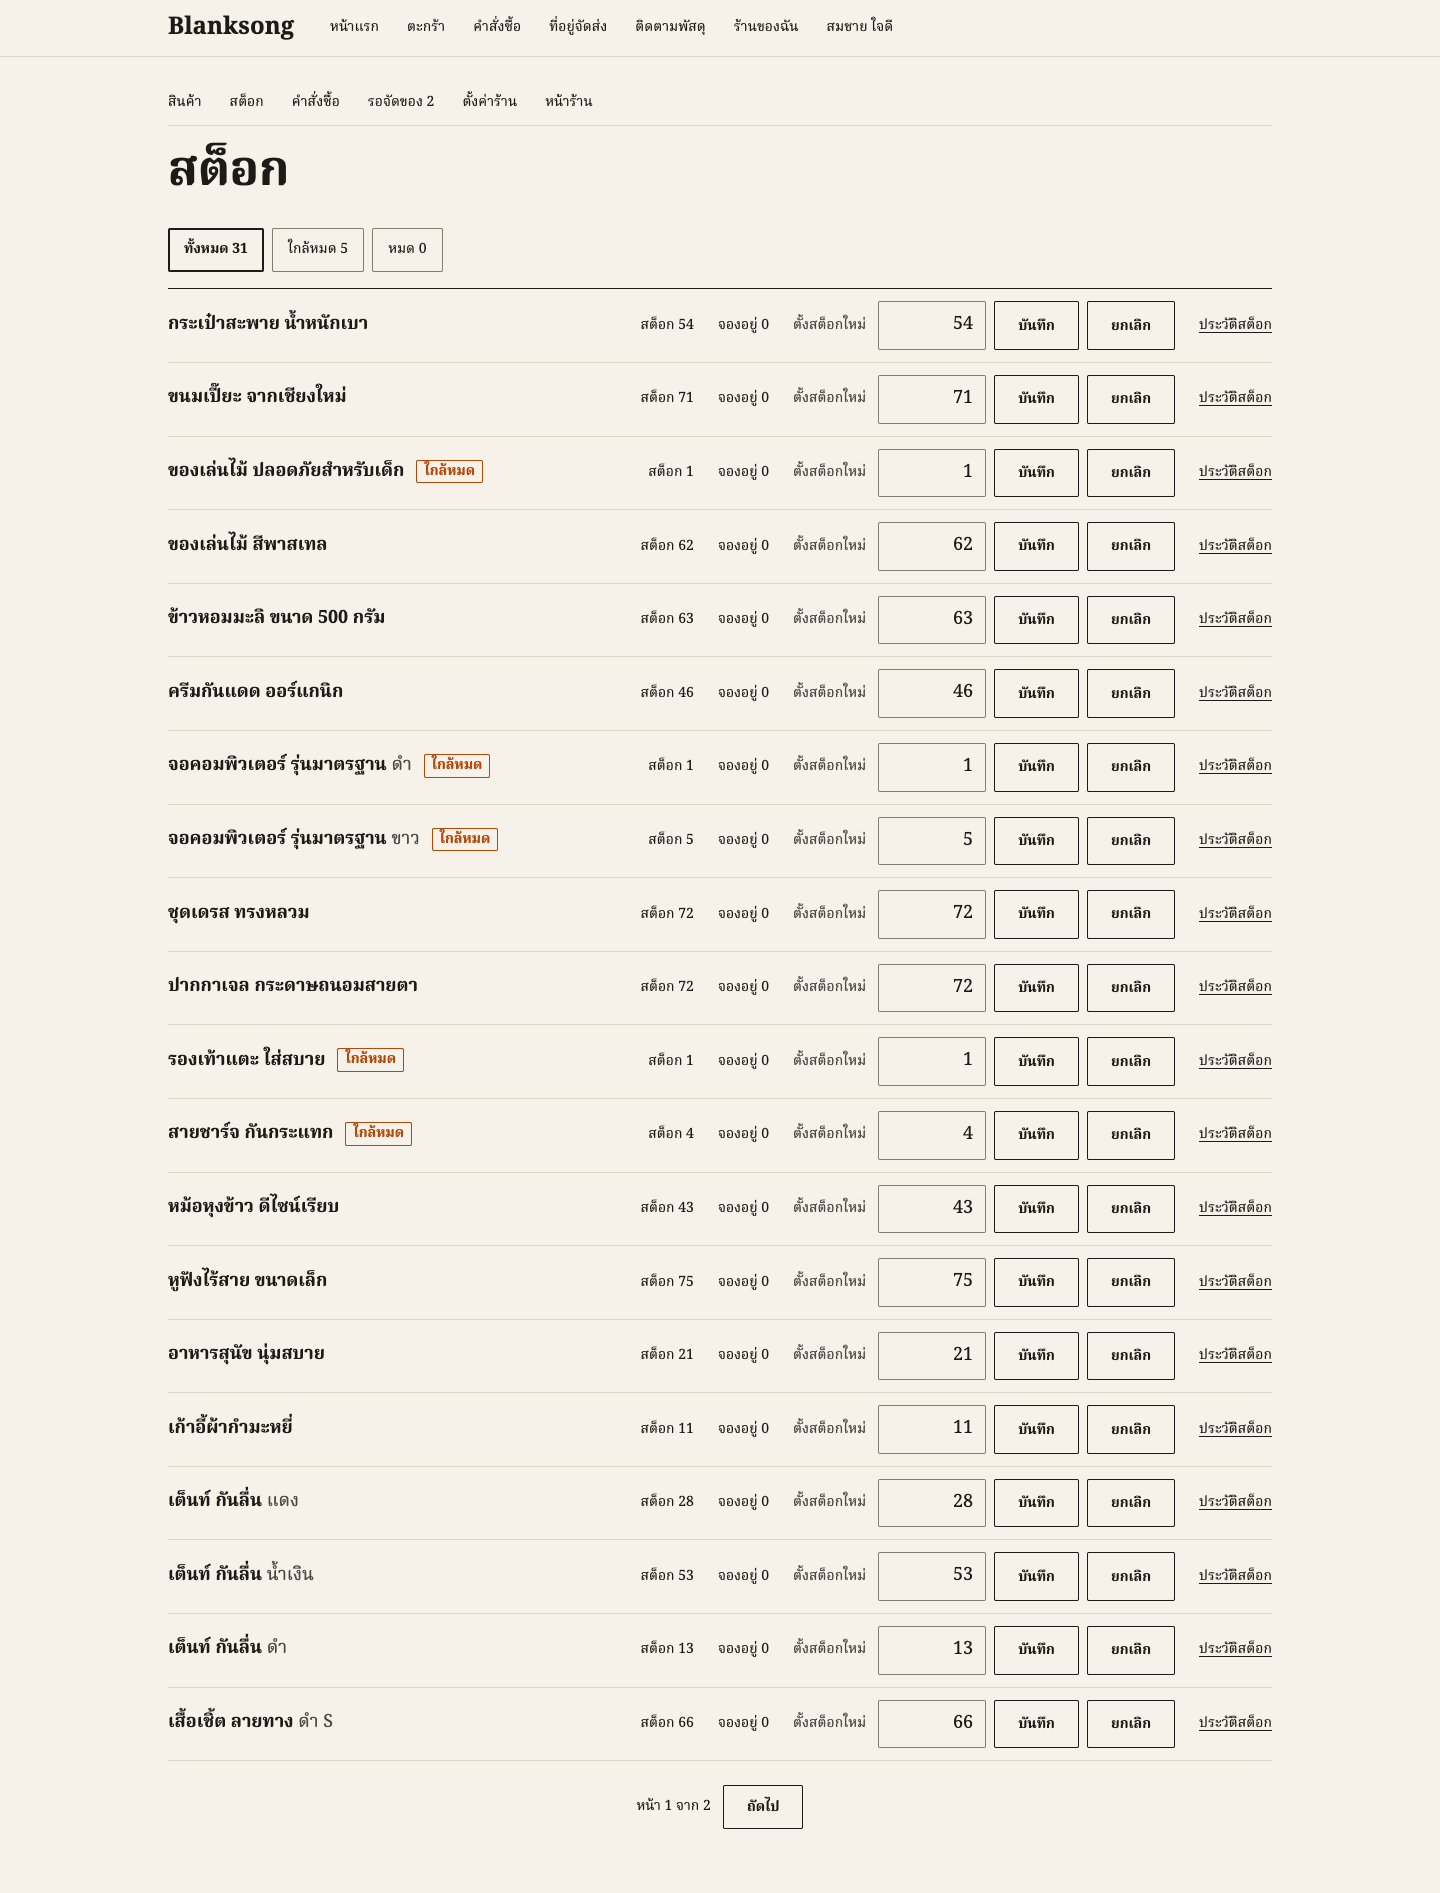 Blanksong หน้าแรก ตะกร้า คำสั่งซื้อ ที่อยู่จัดส่ง ติดตามพัสดุ ร้านของฉัน สมชาย ใจดี
สินค้า สต็อก คำสั่งซื้อ รอจัดของ 2 ตั้งค่าร้าน หน้าร้าน
สต็อก
ทั้งหมด 31 ใกล้หมด 5 หมด 0
กระเป๋าสะพาย น้ำหนักเบา สต็อก 54 จองอยู่ 0 ตั้งสต็อกใหม่ 54 บันทึก ยกเลิก ประวัติสต็อก
ขนมเปี๊ยะ จากเชียงใหม่ สต็อก 71 จองอยู่ 0 ตั้งสต็อกใหม่ 71 บันทึก ยกเลิก ประวัติสต็อก
ของเล่นไม้ ปลอดภัยสำหรับเด็ก ใกล้หมด สต็อก 1 จองอยู่ 0 ตั้งสต็อกใหม่ 1 บันทึก ยกเลิก ประวัติสต็อก
ของเล่นไม้ สีพาสเทล สต็อก 62 จองอยู่ 0 ตั้งสต็อกใหม่ 62 บันทึก ยกเลิก ประวัติสต็อก
ข้าวหอมมะลิ ขนาด 500 กรัม สต็อก 63 จองอยู่ 0 ตั้งสต็อกใหม่ 63 บันทึก ยกเลิก ประวัติสต็อก
ครีมกันแดด ออร์แกนิก สต็อก 46 จองอยู่ 0 ตั้งสต็อกใหม่ 46 บันทึก ยกเลิก ประวัติสต็อก
จอคอมพิวเตอร์ รุ่นมาตรฐาน ดำ ใกล้หมด สต็อก 1 จองอยู่ 0 ตั้งสต็อกใหม่ 1 บันทึก ยกเลิก ประวัติสต็อก
จอคอมพิวเตอร์ รุ่นมาตรฐาน ขาว ใกล้หมด สต็อก 5 จองอยู่ 0 ตั้งสต็อกใหม่ 5 บันทึก ยกเลิก ประวัติสต็อก
ชุดเดรส ทรงหลวม สต็อก 72 จองอยู่ 0 ตั้งสต็อกใหม่ 72 บันทึก ยกเลิก ประวัติสต็อก
ปากกาเจล กระดาษถนอมสายตา สต็อก 72 จองอยู่ 0 ตั้งสต็อกใหม่ 72 บันทึก ยกเลิก ประวัติสต็อก
รองเท้าแตะ ใส่สบาย ใกล้หมด สต็อก 1 จองอยู่ 0 ตั้งสต็อกใหม่ 1 บันทึก ยกเลิก ประวัติสต็อก
สายชาร์จ กันกระแทก ใกล้หมด สต็อก 4 จองอยู่ 0 ตั้งสต็อกใหม่ 4 บันทึก ยกเลิก ประวัติสต็อก
หม้อหุงข้าว ดีไซน์เรียบ สต็อก 43 จองอยู่ 0 ตั้งสต็อกใหม่ 43 บันทึก ยกเลิก ประวัติสต็อก
หูฟังไร้สาย ขนาดเล็ก สต็อก 75 จองอยู่ 0 ตั้งสต็อกใหม่ 75 บันทึก ยกเลิก ประวัติสต็อก
อาหารสุนัข นุ่มสบาย สต็อก 21 จองอยู่ 0 ตั้งสต็อกใหม่ 21 บันทึก ยกเลิก ประวัติสต็อก
เก้าอี้ผ้ากำมะหยี่ สต็อก 11 จองอยู่ 0 ตั้งสต็อกใหม่ 11 บันทึก ยกเลิก ประวัติสต็อก
เต็นท์ กันลื่น แดง สต็อก 28 จองอยู่ 0 ตั้งสต็อกใหม่ 28 บันทึก ยกเลิก ประวัติสต็อก
เต็นท์ กันลื่น น้ำเงิน สต็อก 53 จองอยู่ 0 ตั้งสต็อกใหม่ 53 บันทึก ยกเลิก ประวัติสต็อก
เต็นท์ กันลื่น ดำ สต็อก 13 จองอยู่ 0 ตั้งสต็อกใหม่ 13 บันทึก ยกเลิก ประวัติสต็อก
เสื้อเชิ้ต ลายทาง ดำ S สต็อก 66 จองอยู่ 0 ตั้งสต็อกใหม่ 66 บันทึก ยกเลิก ประวัติสต็อก
หน้า 1 จาก 2 ถัดไป